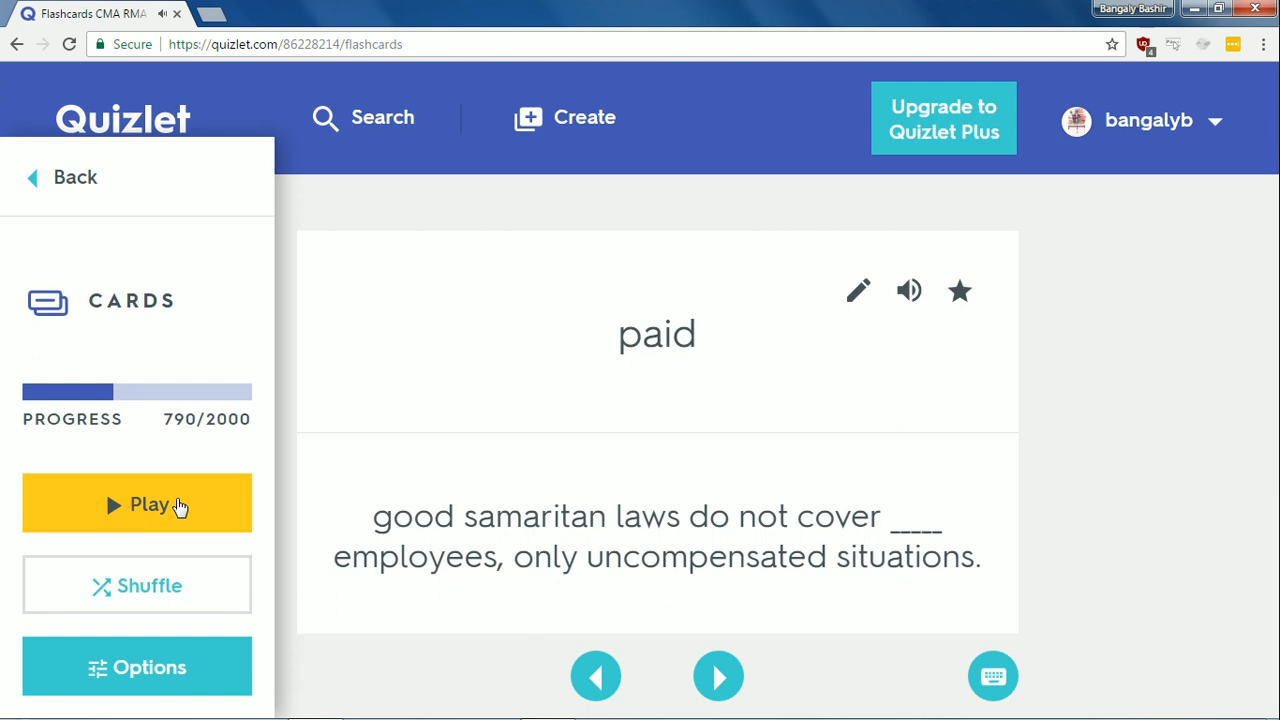 Flashcards CMA RMA
Bangaly Bashir
Secure
https://quizlet.com/86228214/flashcards
4
Quizlet
Search
Create
Upgrade to
Quizlet Plus
bangalyb
Back
CARDS
PROGRESS 790/2000
Play
Shuffle
Options
paid
good samaritan laws do not cover _____
employees, only uncompensated situations.